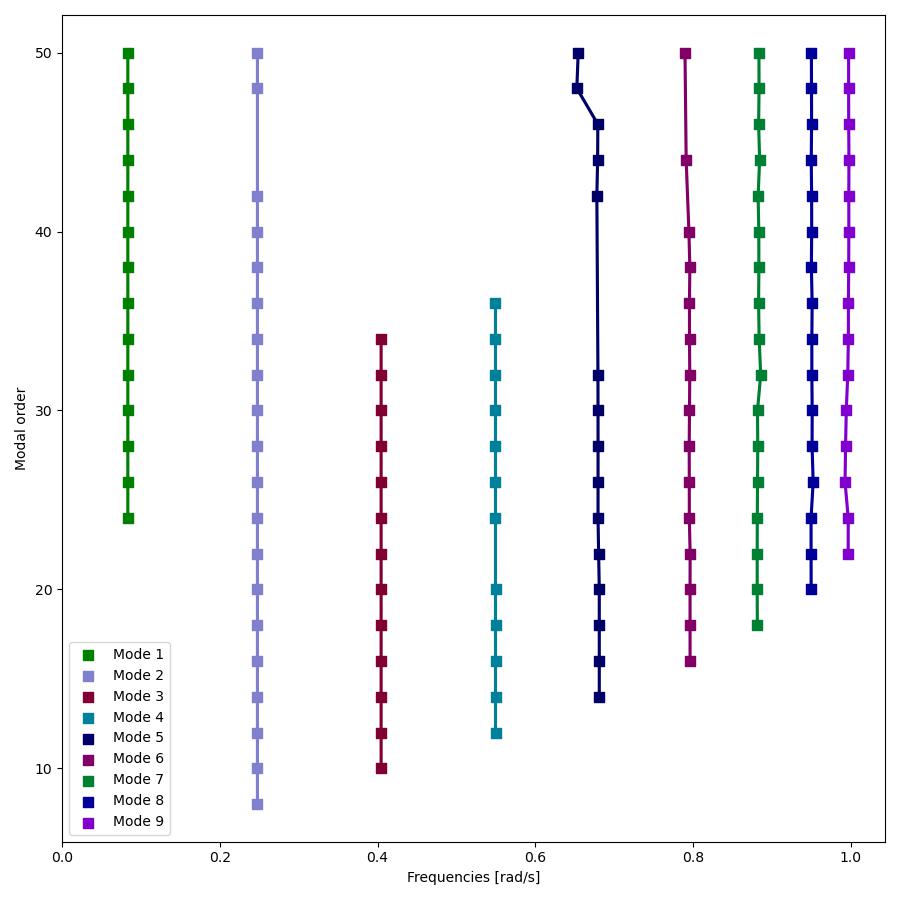 50
40
30
20
10
Modal order
Mode 1
Mode 2
Mode 3
Mode 4
Mode 5
Mode 6
Mode 7
Mode 8
Mode 9
0.0 0.2 0.4 0.6 0.8 1.0
Frequencies [rad/s]